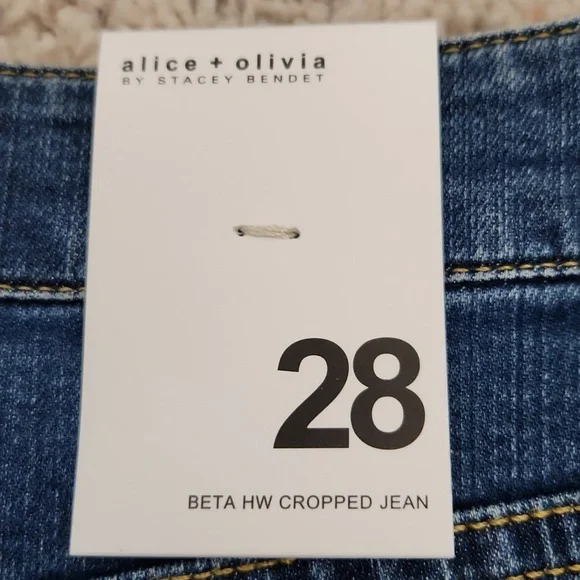 alice + olivia
BY STACEY BENDET
28
BETA HW CROPPED JEAN